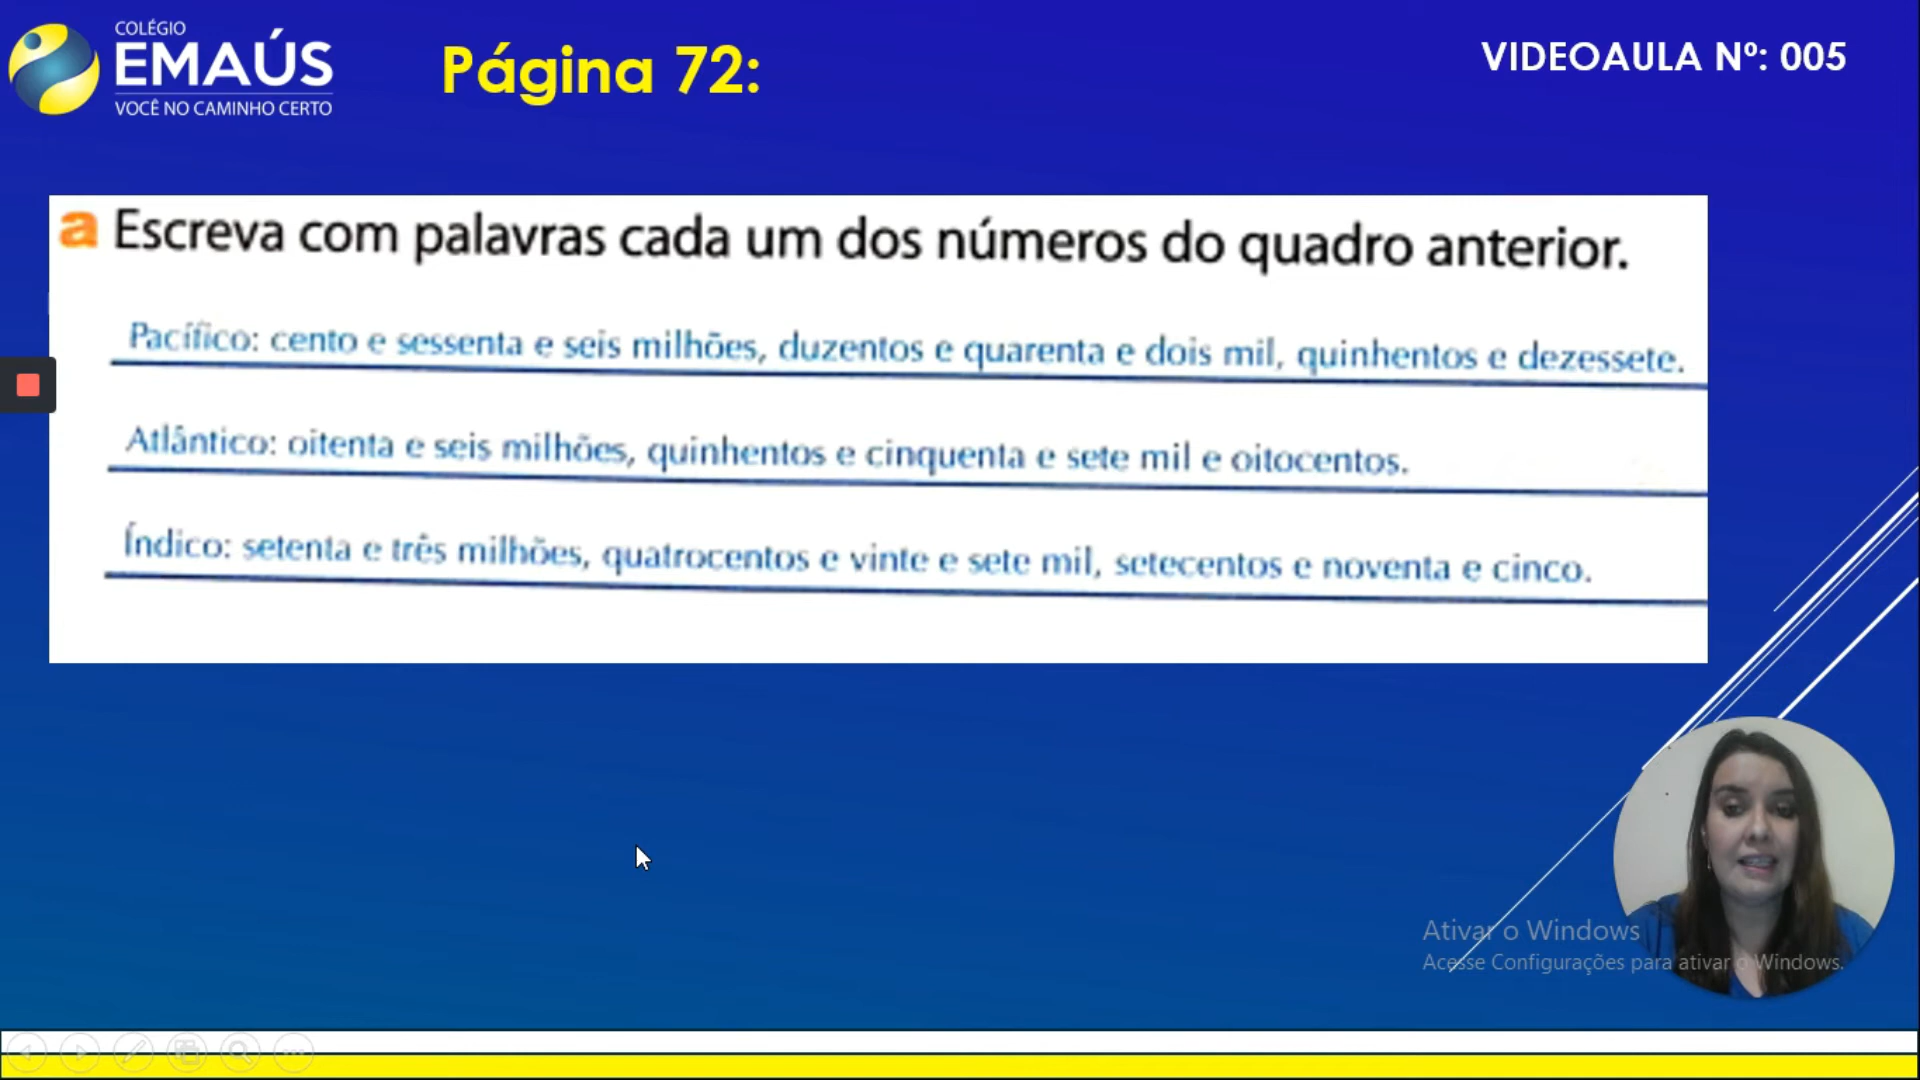 COLÉGIO
EMAÚS
VOCÊ NO CAMINHO CERTO
Página 72:
VIDEOAULA Nº: 005
a Escreva com palavras cada um dos números do quadro anterior.
Pacífico: cento e sessenta e seis milhões, duzentos e quarenta e dois mil, quinhentos e dezessete.
Atlântico: oitenta e seis milhões, quinhentos e cinquenta e sete mil e oitocentos.
Índico: setenta e três milhões, quatrocentos e vinte e sete mil, setecentos e noventa e cinco.
Ativar o Windows
Acesse Configurações para ativar o Windows.